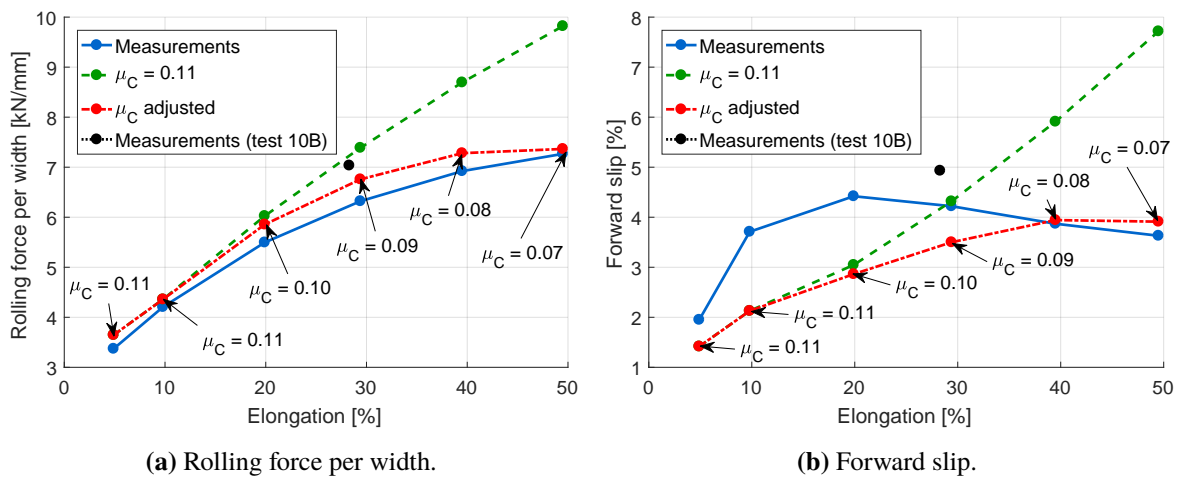 Rolling force per width [kN/mm]
10
9
8
7
6
5
4
3
Measurements
μC = 0.11
μC adjusted
Measurements (test 10B)
μC = 0.11
μC = 0.11
μC = 0.10
μC = 0.09
μC = 0.08
μC = 0.07
0 10 20 30 40 50
Elongation [%]
(a) Rolling force per width.
Forward slip [%]
8%
7%
6%
5%
4%
3%
2%
1%
Measurements
μC = 0.11
μC adjusted
Measurements (test 10B)
μC = 0.07
μC = 0.08
μC = 0.09
μC = 0.10
μC = 0.11
μC = 0.11
0 10 20 30 40 50
Elongation [%]
(b) Forward slip.